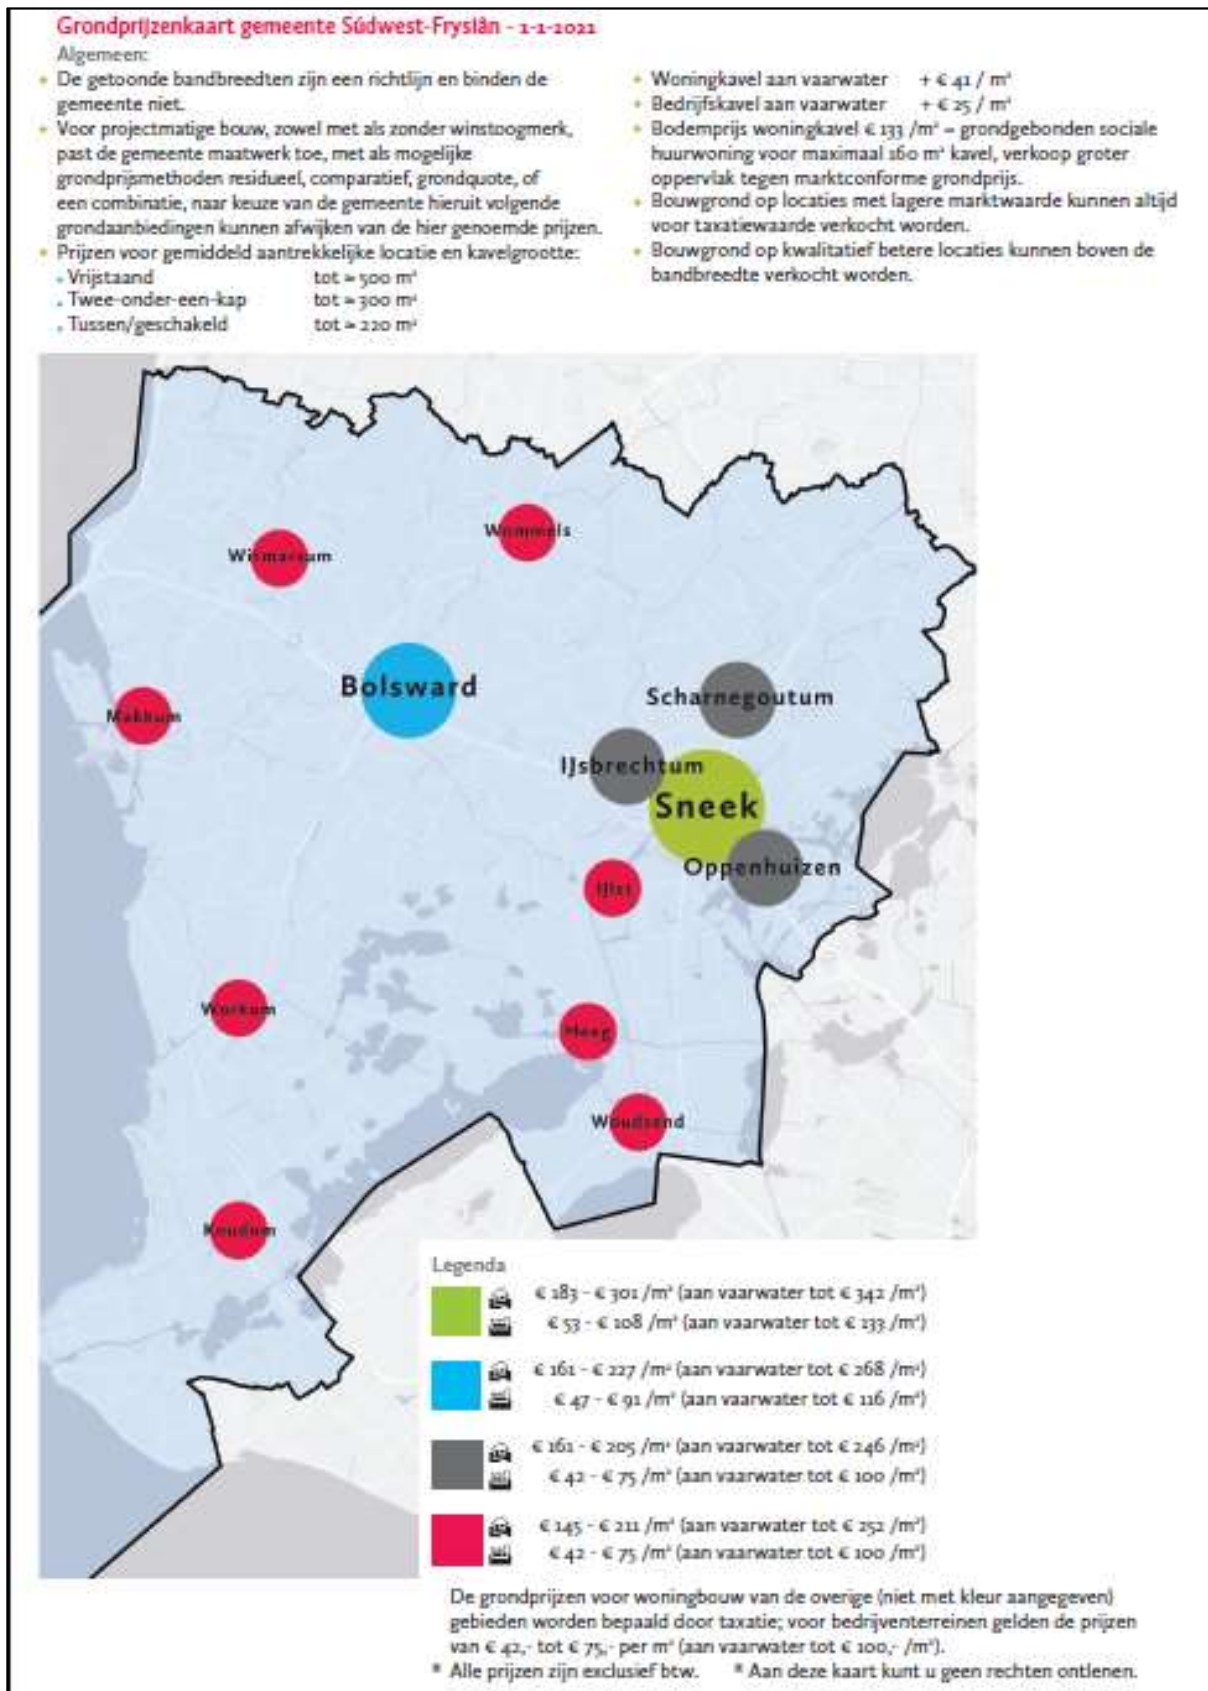 Grondprijzenkaart gemeente Súdwest-Fryslân - 1-1-2021
Algemeen:
• De getoonde bandbreedten zijn een richtlijn en binden de
gemeente niet.
• Voor projectmatige bouw, zowel met als zonder winstoogmerk,
past de gemeente maatwerk toe, met als mogelijke
grondprijsmethoden residueel, comparatief, grondquote, of
een combinatie, naar keuze van de gemeente hieruit volgende
grondaanbiedingen kunnen afwijken van de hier genoemde prijzen.
• Prijzen voor gemiddeld aantrekkelijke locatie en kavelgrootte:
• Vrijstaand tot ≈ 500 m²
• Twee-onder-een-kap tot ≈ 300 m²
• Tussen/geschakeld tot ≈ 220 m²
• Woningkavel aan vaarwater + € 41 / m²
• Bedrijfskavel aan vaarwater + € 25 / m²
• Bodemprijs woningkavel € 133 /m² = grondgebonden sociale
huurwoning voor maximaal 160 m² kavel, verkoop groter
oppervlak tegen marktconforme grondprijs.
• Bouwgrond op locaties met lagere marktwaarde kunnen altijd
voor taxatiewaarde verkocht worden.
• Bouwgrond op kwalitatief betere locaties kunnen boven de
bandbreedte verkocht worden.
Wommels
Witmarsum
Bolsward
Scharnegoutum
Makkum
IJsbrechtum
Sneek
Oppenhuizen
IJlst
Workum
Heeg
Woudsend
Koudum
Legenda
€ 183 - € 301 /m² (aan vaarwater tot € 342 /m²)
€ 53 - € 108 /m² (aan vaarwater tot € 133 /m²)
€ 161 - € 227 /m² (aan vaarwater tot € 268 /m²)
€ 47 - € 91 /m² (aan vaarwater tot € 116 /m²)
€ 161 - € 205 /m² (aan vaarwater tot € 246 /m²)
€ 42 - € 75 /m² (aan vaarwater tot € 100 /m²)
€ 145 - € 211 /m² (aan vaarwater tot € 252 /m²)
€ 42 - € 75 /m² (aan vaarwater tot € 100 /m²)
De grondprijzen voor woningbouw van de overige (niet met kleur aangegeven)
gebieden worden bepaald door taxatie; voor bedrijventerreinen gelden de prijzen
van € 42,- tot € 75,- per m² (aan vaarwater tot € 100,- /m²).
* Alle prijzen zijn exclusief btw. * Aan deze kaart kunt u geen rechten ontlenen.